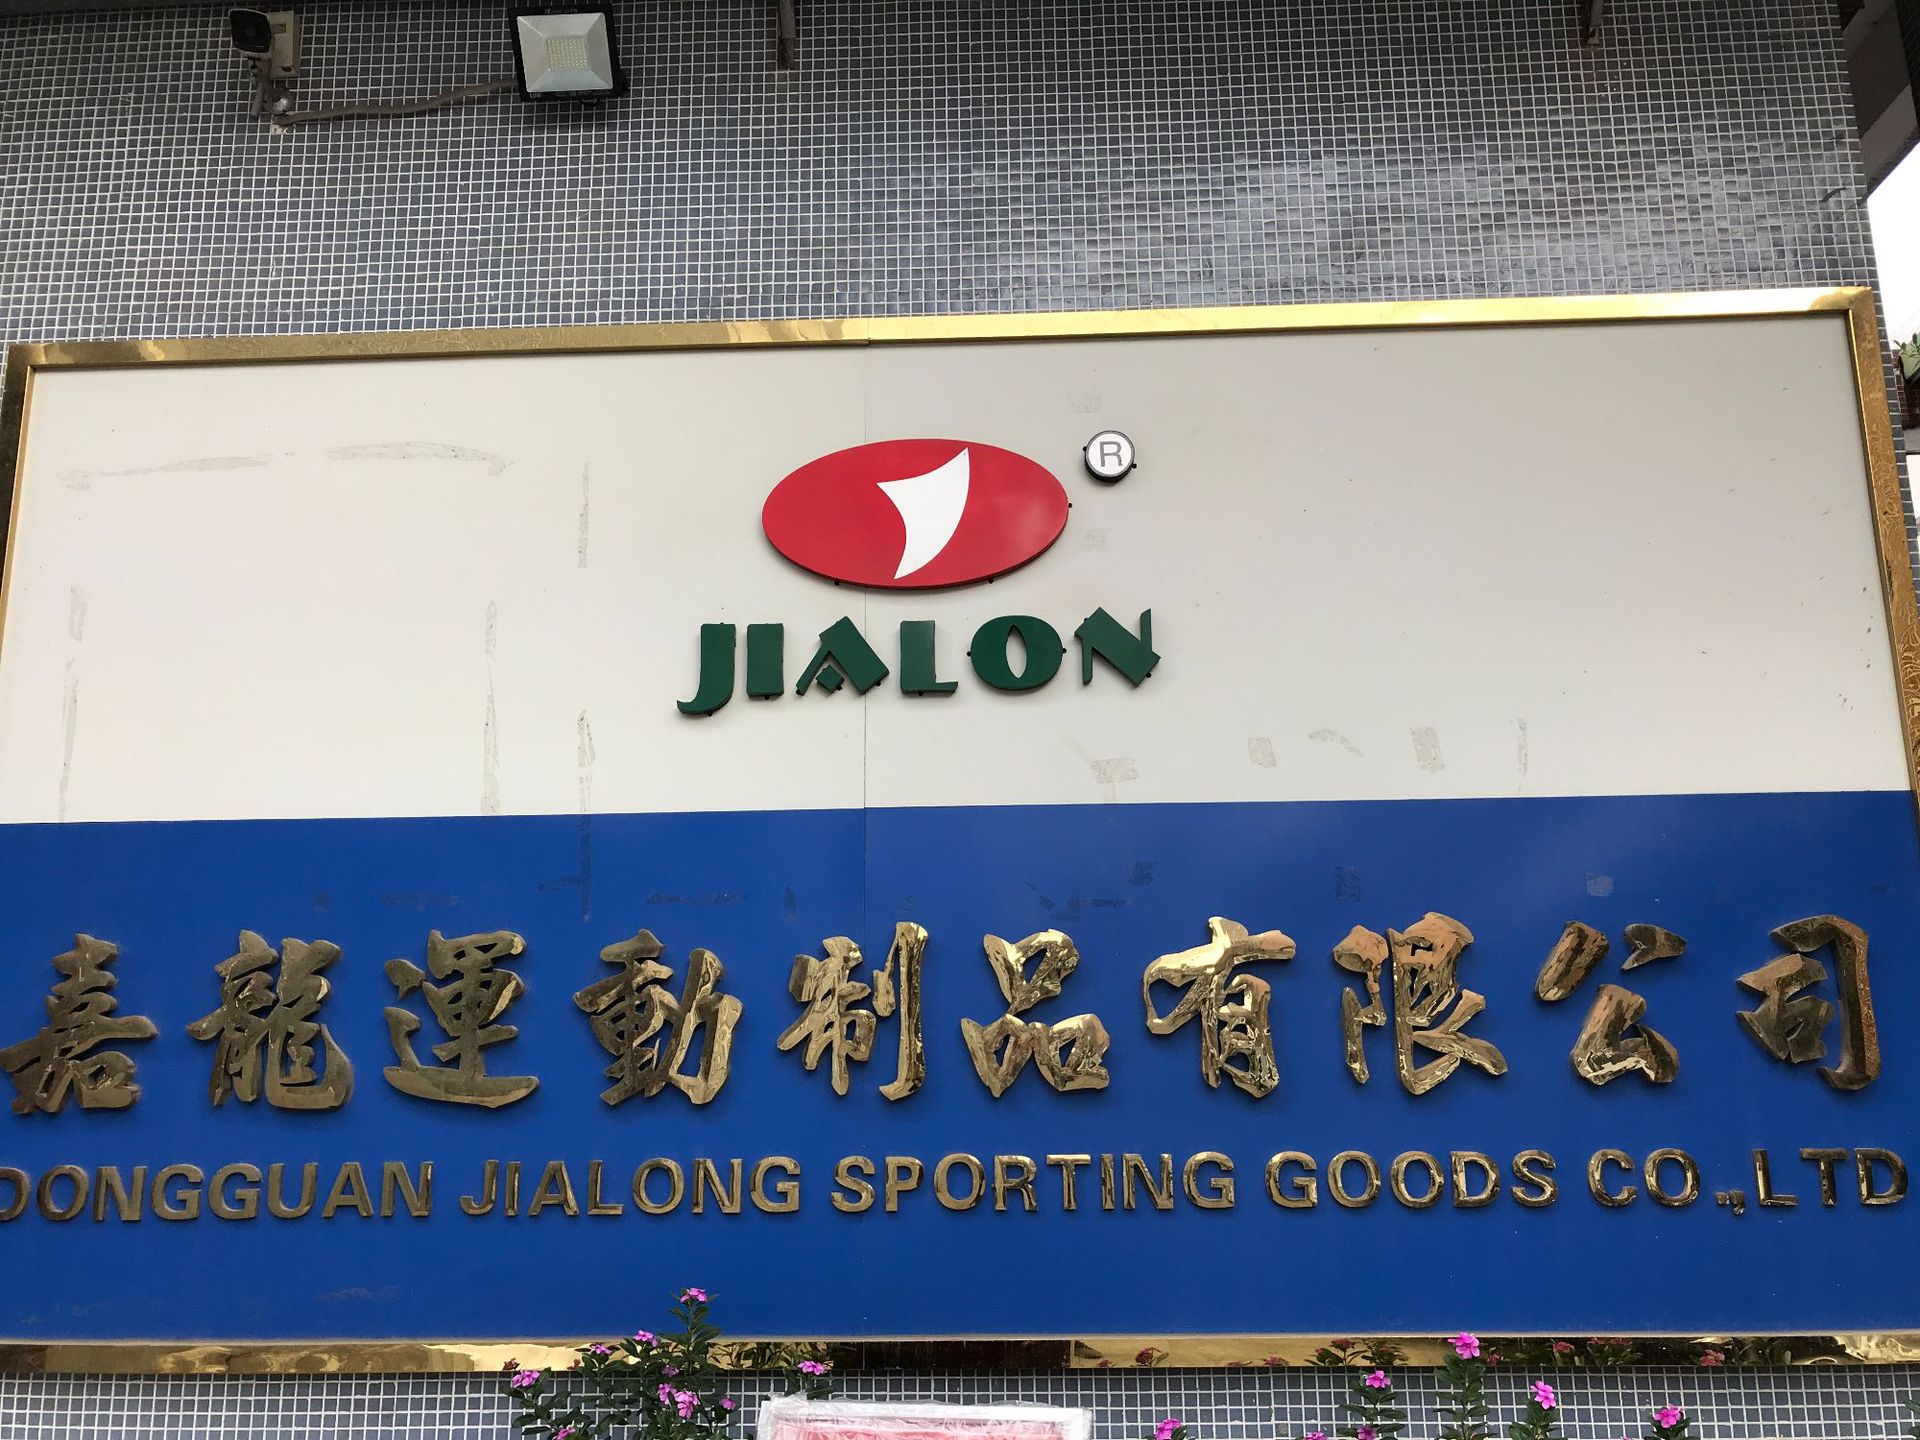 ®
JIALON
嘉龍運動制品有限公司
DONGGUAN JIALONG SPORTING GOODS CO.,LTD